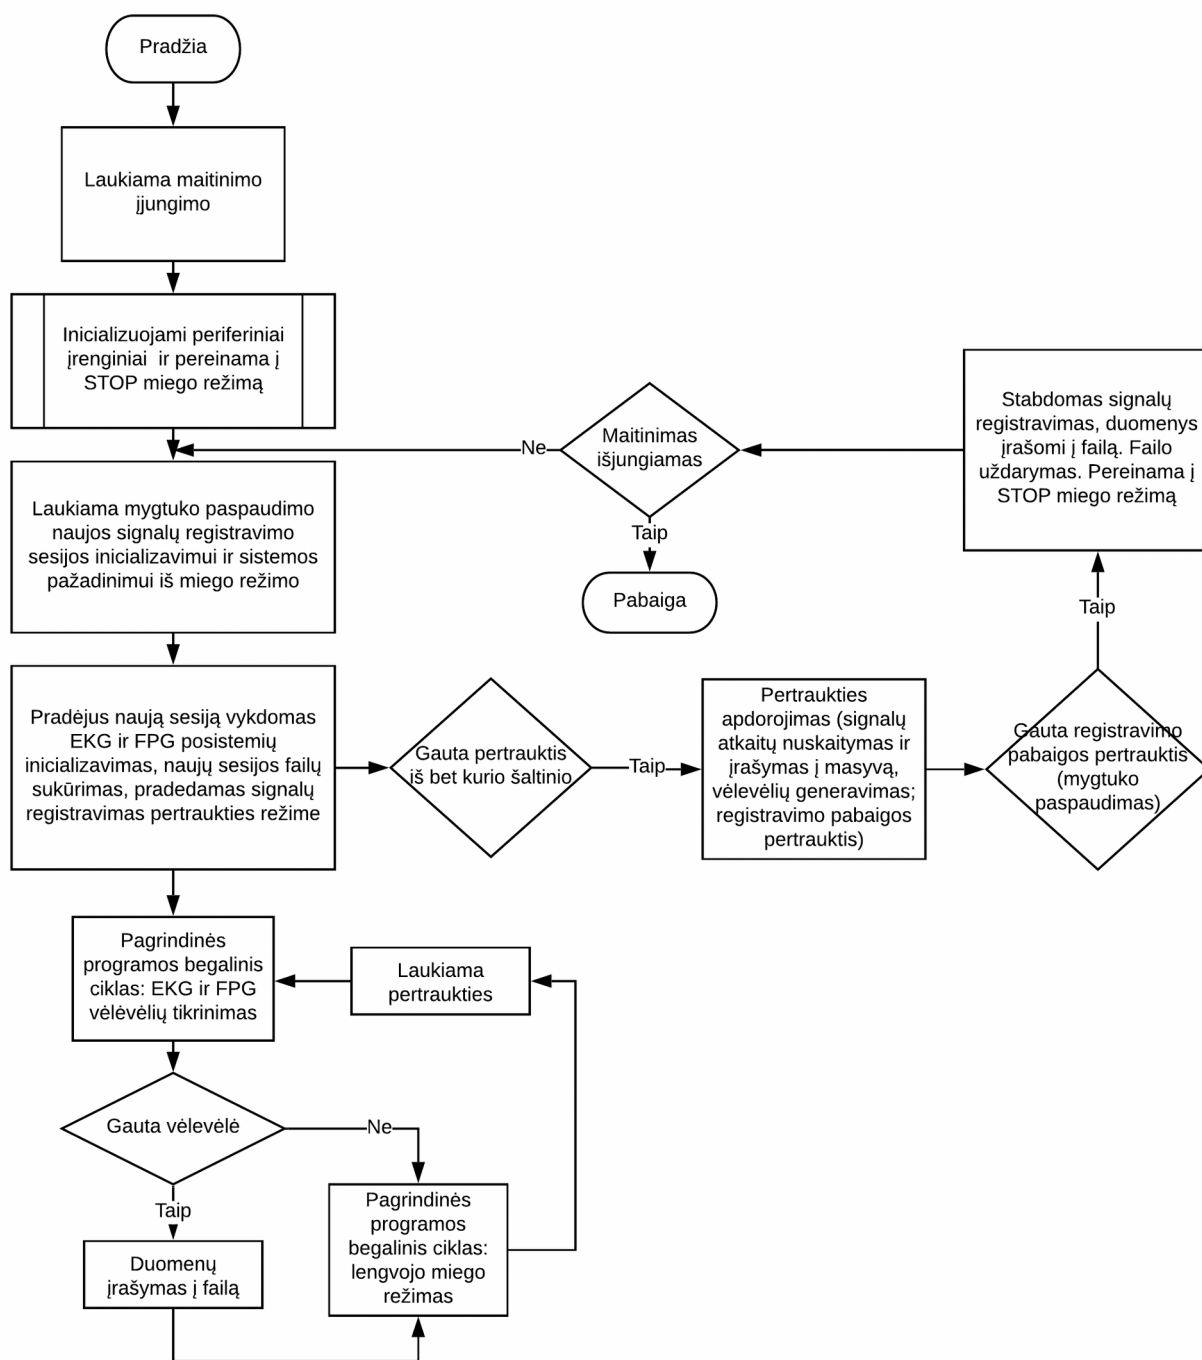 Pradžia
Laukiama maitinimo
įjungimo
Inicializuojami periferiniai
įrenginiai  ir pereinama į
STOP miego režimą
Laukiama mygtuko paspaudimo
naujos signalų registravimo
sesijos inicializavimui ir sistemos
pažadinimui iš miego režimo
Ne
Maitinimas
išjungiamas
Taip
Pabaiga
Stabdomas signalų
registravimas, duomenys
įrašomi į failą. Failo
uždarymas. Pereinama į
STOP miego režimą
Taip
Pradėjus naują sesiją vykdomas
EKG ir FPG posistemių
inicializavimas, naujų sesijos failų
sukūrimas, pradedamas signalų
registravimas pertraukties režime
Gauta pertrauktis
iš bet kurio šaltinio
Taip
Pertraukties
apdorojimas (signalų
atkaitų nuskaitymas ir
įrašymas į masyvą,
vėlevėlių generavimas;
registravimo pabaigos
pertrauktis)
Gauta registravimo
pabaigos pertrauktis
(mygtuko
paspaudimas)
Pagrindinės
programos begalinis
ciklas: EKG ir FPG
vėlėvėlių tikrinimas
Laukiama
pertraukties
Gauta vėlevėlė
Ne
Taip
Duomenų
įrašymas į failą
Pagrindinės
programos
begalinis ciklas:
lengvojo miego
režimas